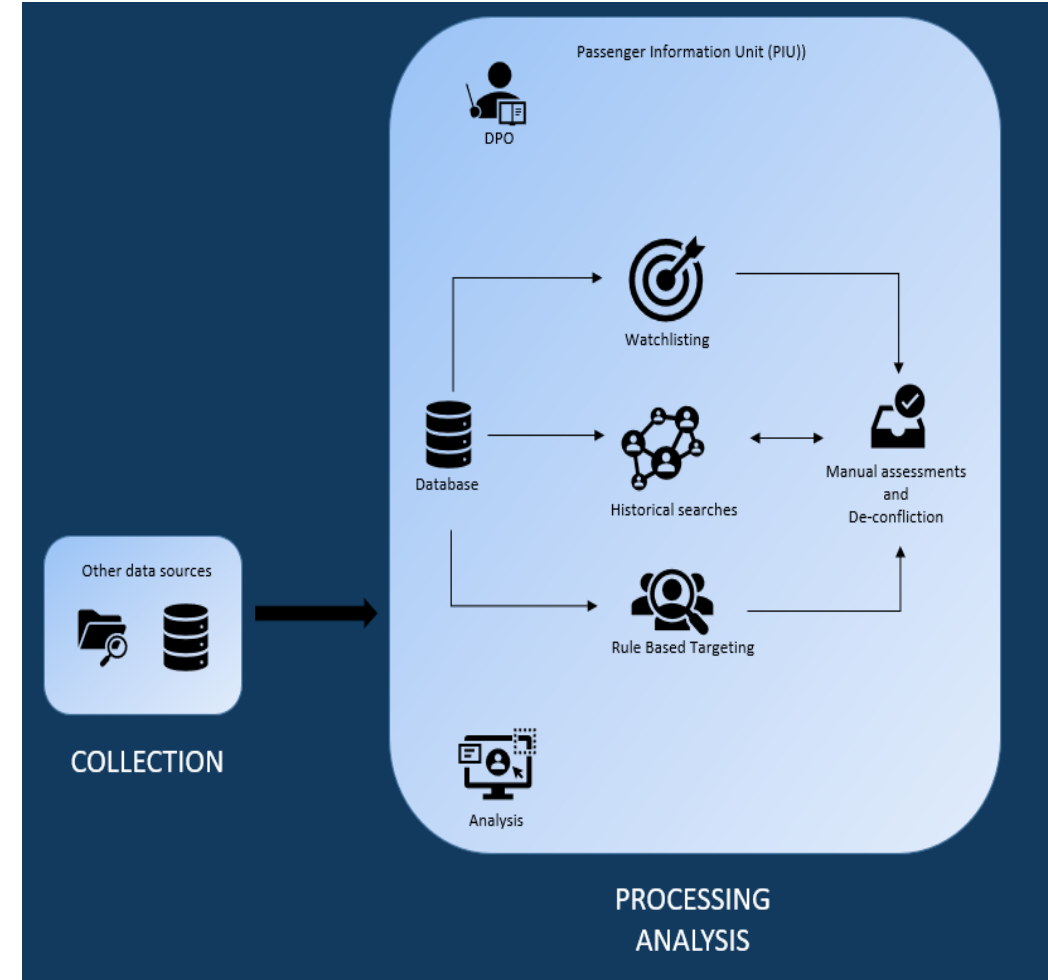 Passenger Information Unit (PIU))
DPO
Watchlisting
Database
Historical searches
Manual assessments
and
De-confliction
Other data sources
Rule Based Targeting
COLLECTION
Analysis
PROCESSING
ANALYSIS